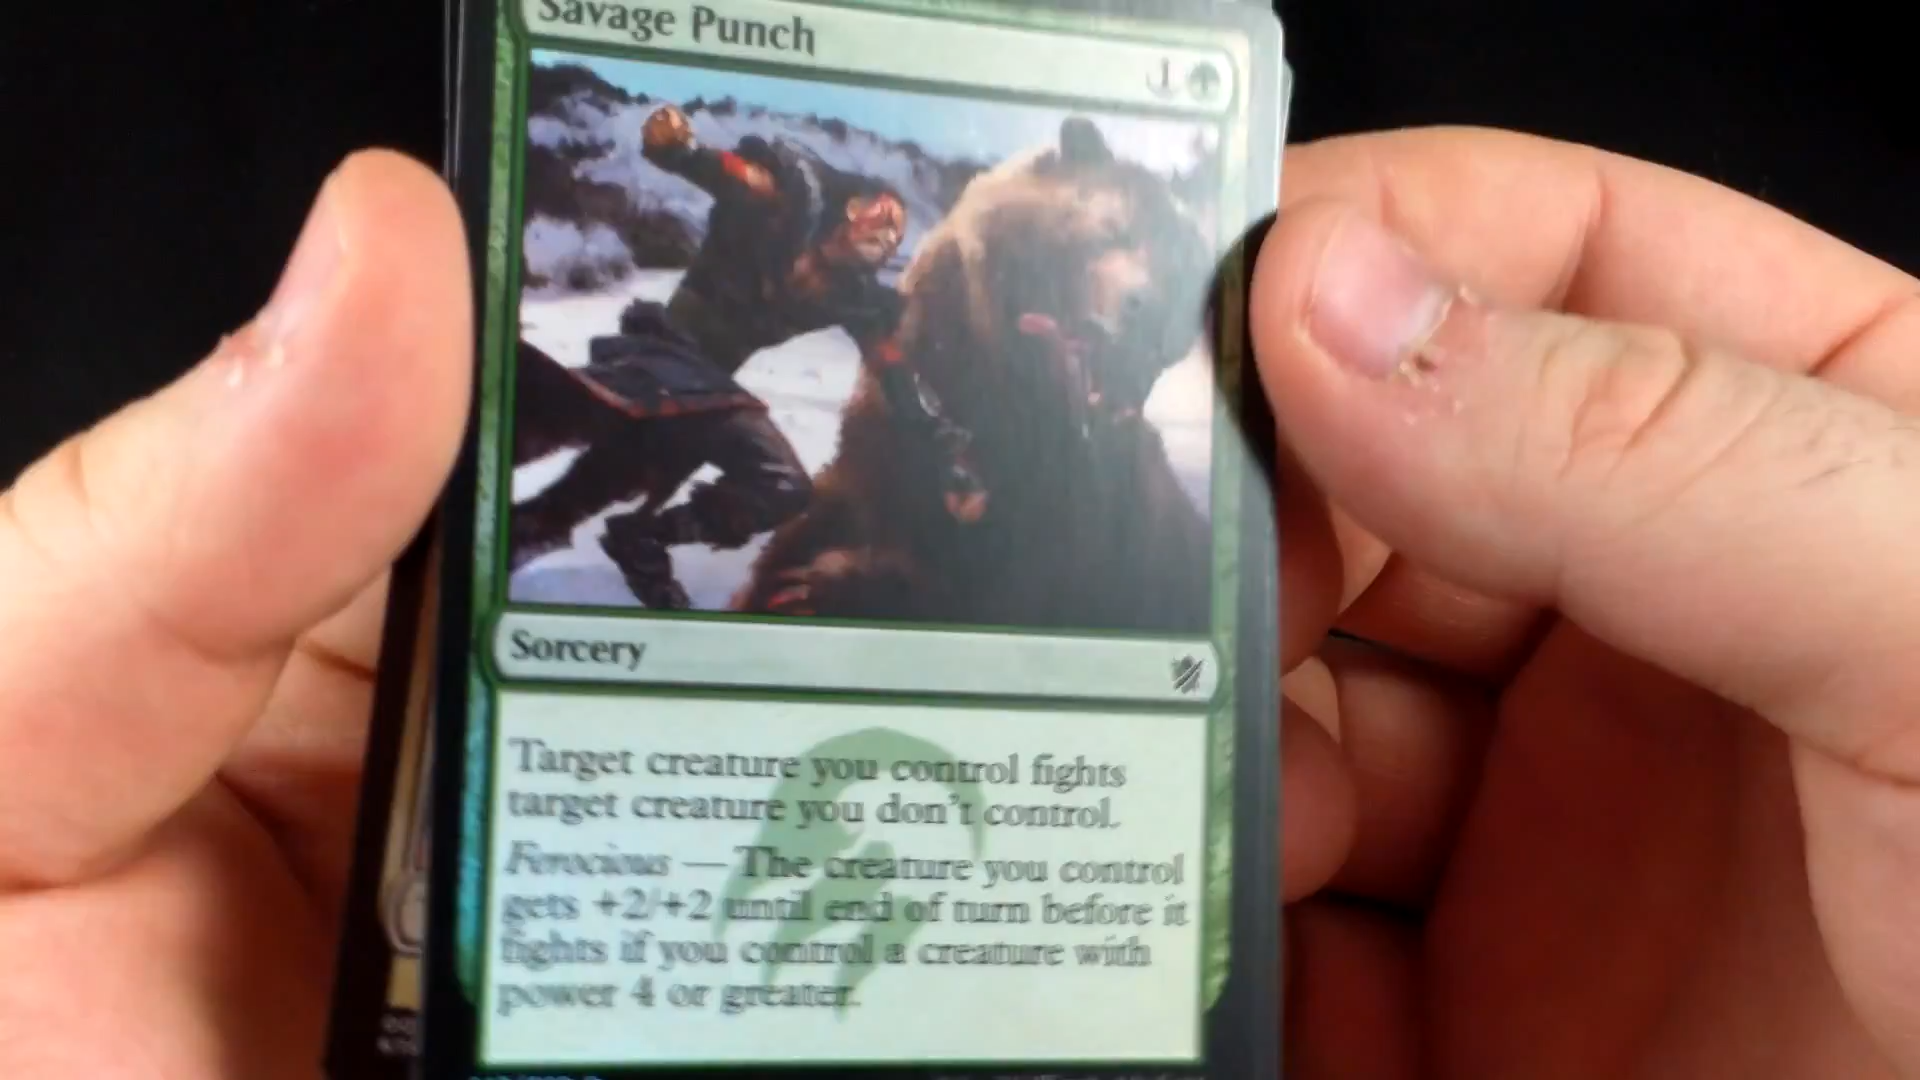 Savage Punch
1
Sorcery
Target creature you control fights
target creature you don't control.
Ferocious — The creature you control
gets +2/+2 until end of turn before it
fights if you control a creature with
power 4 or greater.